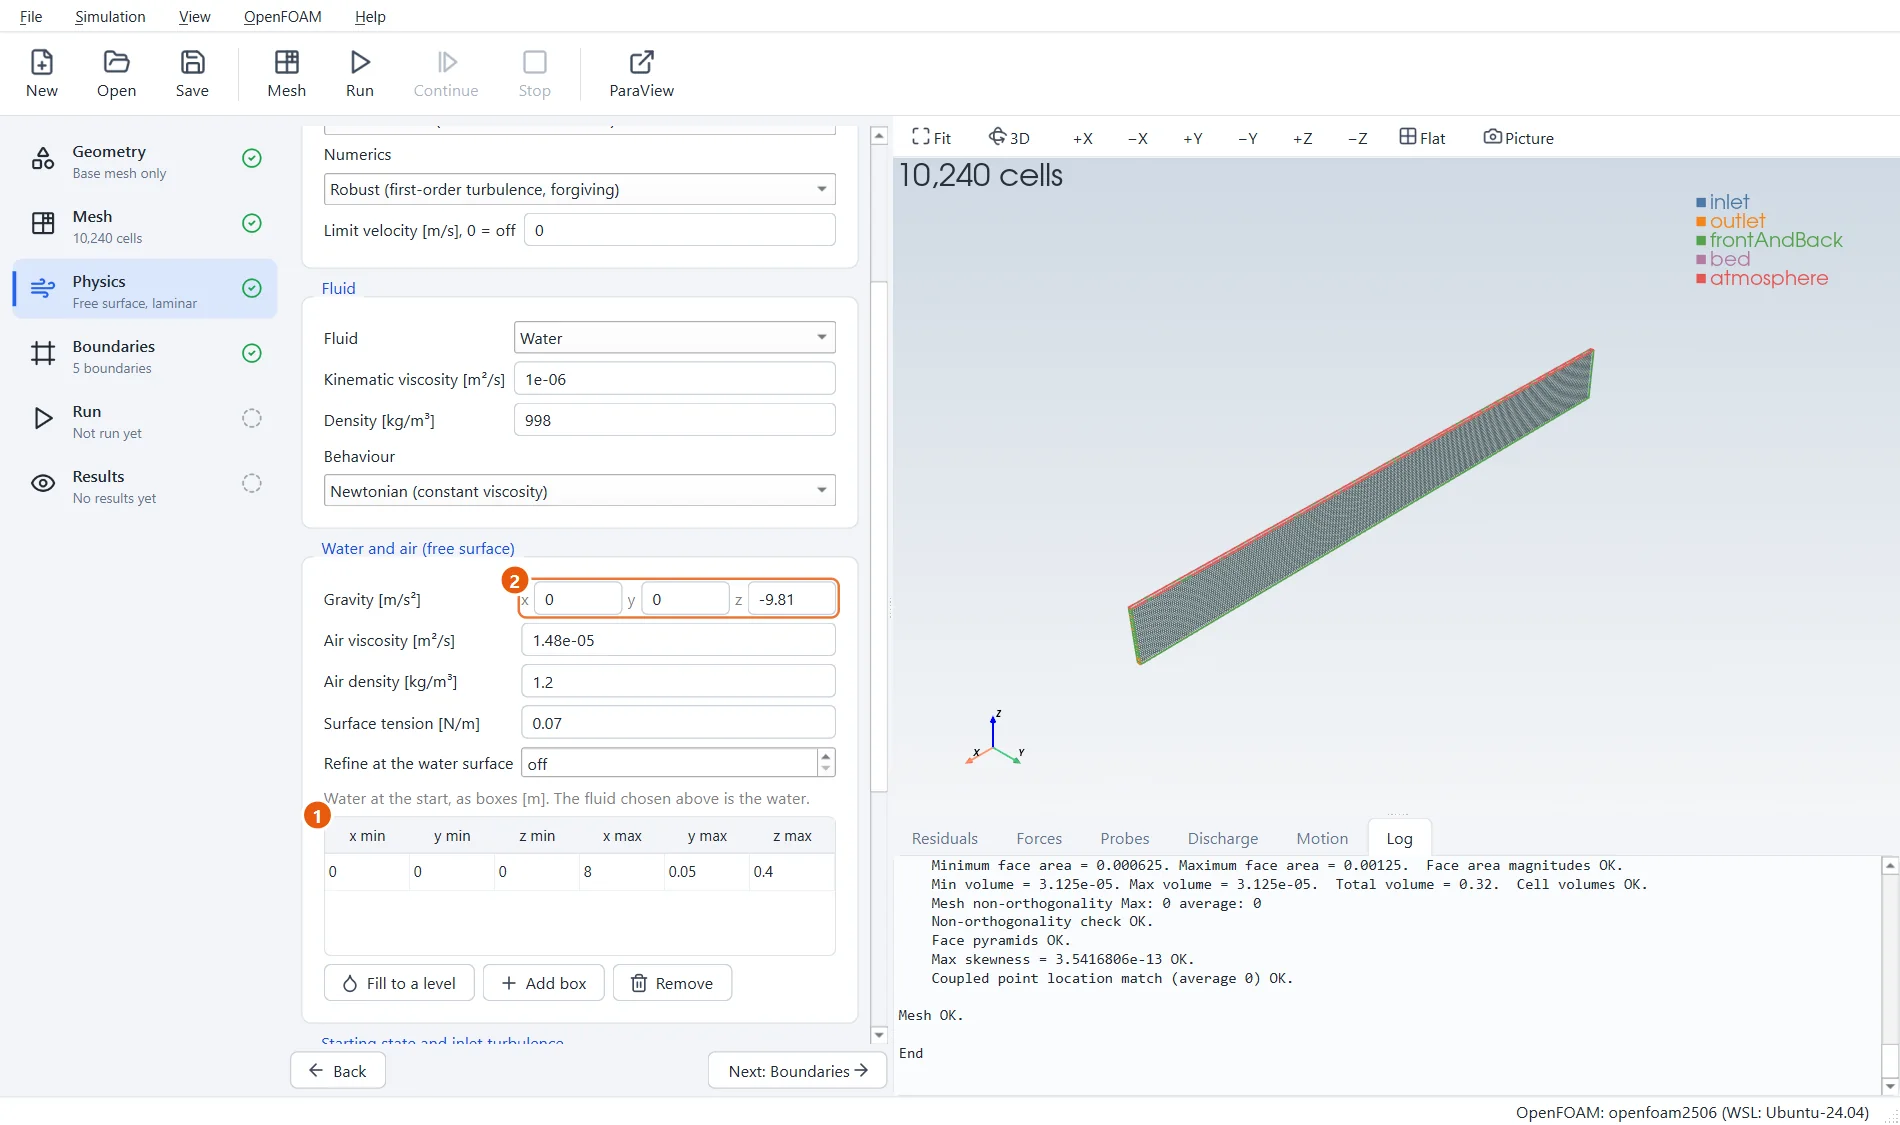 File Simulation View OpenFOAM Help
New Open Save Mesh Run Continue Stop ParaView
Geometry
Base mesh only
Mesh
10,240 cells
Physics
Free surface, laminar
Boundaries
5 boundaries
Run
Not run yet
Results
No results yet
Numerics
Robust (first-order turbulence, forgiving)
Limit velocity [m/s], 0 = off 0
Fluid
Fluid Water
Kinematic viscosity [m²/s] 1e-06
Density [kg/m³] 998
Behaviour
Newtonian (constant viscosity)
Water and air (free surface)
2
Gravity [m/s²] x 0 y 0 z -9.81
Air viscosity [m²/s] 1.48e-05
Air density [kg/m³] 1.2
Surface tension [N/m] 0.07
Refine at the water surface off
Water at the start, as boxes [m]. The fluid chosen above is the water.
1
x min y min z min x max y max z max
0 0 0 8 0.05 0.4
Fill to a level Add box Remove
Starting state and inlet turbulence
Back Next: Boundaries
Fit 3D +X −X +Y −Y +Z −Z Flat Picture
10,240 cells
inlet
outlet
frontAndBack
bed
atmosphere
Z
X Y
Residuals Forces Probes Discharge Motion Log
Minimum face area = 0.000625. Maximum face area = 0.00125.  Face area magnitudes OK.
Min volume = 3.125e-05. Max volume = 3.125e-05.  Total volume = 0.32.  Cell volumes OK.
Mesh non-orthogonality Max: 0 average: 0
Non-orthogonality check OK.
Face pyramids OK.
Max skewness = 3.5416806e-13 OK.
Coupled point location match (average 0) OK.
Mesh OK.
End
OpenFOAM: openfoam2506 (WSL: Ubuntu-24.04)